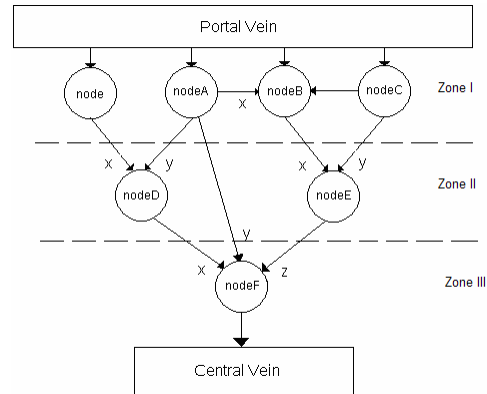 Portal Vein
node
nodeA
nodeB
nodeC
Zone I
x
x
y
x
y
nodeD
nodeE
Zone II
y
x
z
nodeF
Zone III
Central Vein